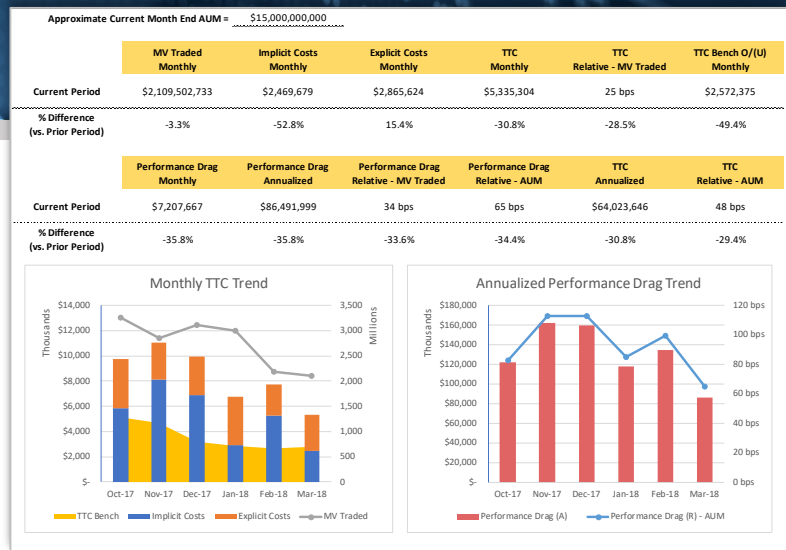 Approximate Current Month End AUM = $15,000,000,000
MV Traded Implicit Costs Explicit Costs TTC TTC TTC Bench O/(U)
Monthly Monthly Monthly Monthly Relative - MV Traded Monthly
Current Period $2,109,502,733 $2,469,679 $2,865,624 $5,335,304 25 bps $2,572,375
% Difference
(vs. Prior Period) -3.3% -52.8% 15.4% -30.8% -28.5% -49.4%
Performance Drag Performance Drag Performance Drag Performance Drag TTC TTC
Monthly Annualized Relative - MV Traded Relative - AUM Annualized Relative - AUM
Current Period $7,207,667 $86,491,999 34 bps 65 bps $64,023,646 48 bps
% Difference
(vs. Prior Period) -35.8% -35.8% -33.6% -34.4% -30.8% -29.4%
Monthly TTC Trend
Thousands
$14,000
$12,000
$10,000
$8,000
$6,000
$4,000
$2,000
$-
3,500
3,000
2,500
2,000
1,500
1,000
500
0
Millions
Oct-17 Nov-17 Dec-17 Jan-18 Feb-18 Mar-18
TTC Bench Implicit Costs Explicit Costs MV Traded
Annualized Performance Drag Trend
Thousands
$180,000
$160,000
$140,000
$120,000
$100,000
$80,000
$60,000
$40,000
$20,000
$-
120 bps
100 bps
80 bps
60 bps
40 bps
20 bps
0 bps
Oct-17 Nov-17 Dec-17 Jan-18 Feb-18 Mar-18
Performance Drag (A) Performance Drag (R) - AUM